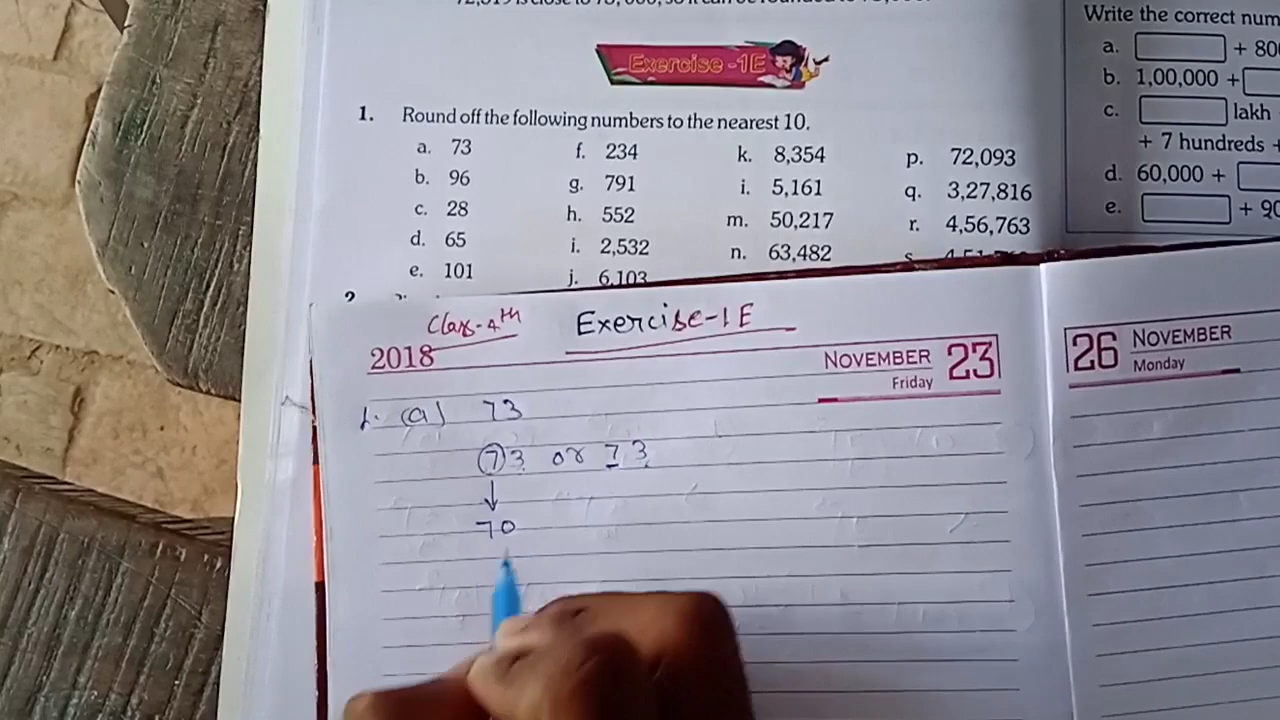 Exercise -1E
1. Round off the following numbers to the nearest 10.
a. 73 f. 234 k. 8,354 p. 72,093
b. 96 g. 791 i. 5,161 q. 3,27,816
c. 28 h. 552 m. 50,217 r. 4,56,763
d. 65 i. 2,532 n. 63,482 s.
e. 101 j. 6,103
Write the correct num
a. + 80
b. 1,00,000 +
c. lakh
+ 7 hundreds +
d. 60,000 +
e. + 90
Class-4th Exercise-1E
2018 NOVEMBER 23
Friday
1. (a) 73
73 or 73
↓
70
26 NOVEMBER
Monday